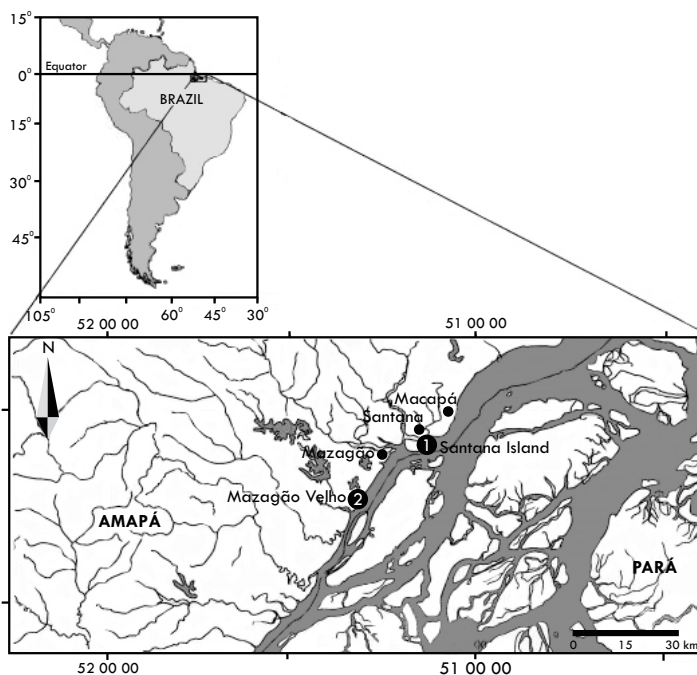 15°
Equator
0°
BRAZIL
15°
30°
45°
105° 60° 45° 30°
52 00 00 51 00 00
N
Macapá
Santana
1 Santana Island
Mazagão
Mazagão Velho 2
AMAPÁ
PARÁ
0 15 30 km
52 00 00 51 00 00